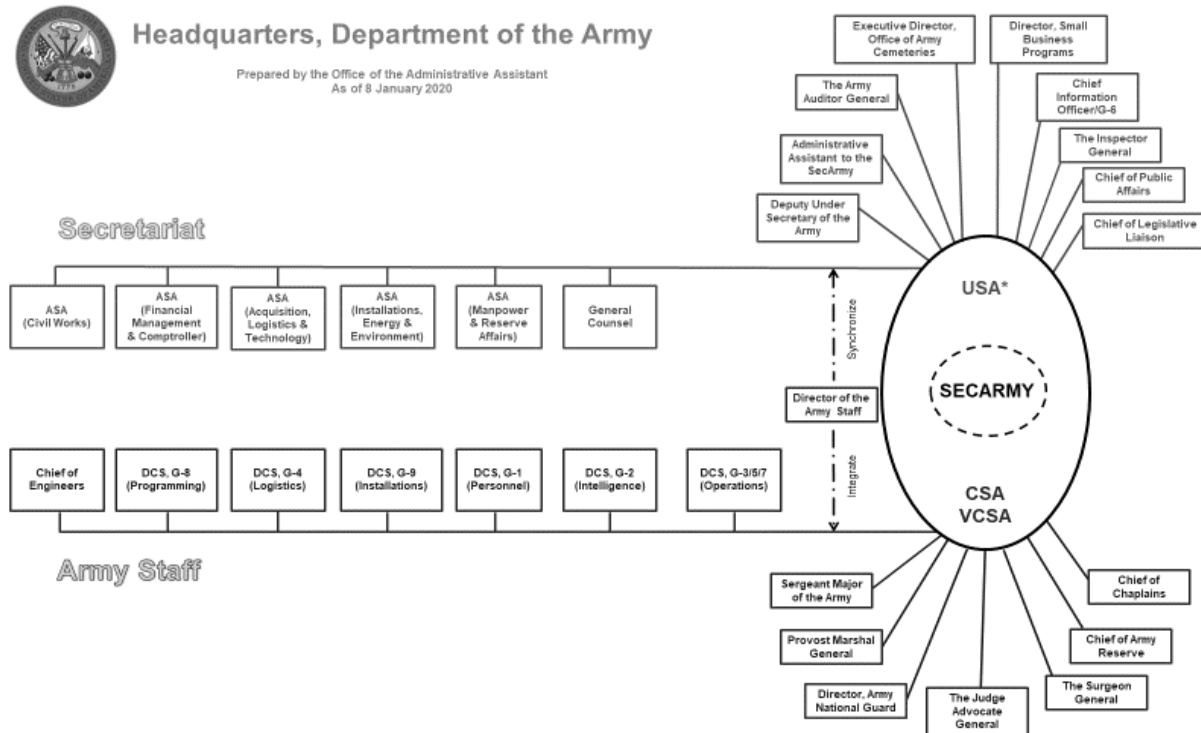 Headquarters, Department of the Army
Prepared by the Office of the Administrative Assistant
As of 8 January 2020
Executive Director,
Office of Army
Cemeteries
Director, Small
Business
Programs
The Army
Auditor General
Chief
Information
Officer/G-6
Administrative
Assistant to the
SecArmy
The Inspector
General
Chief of Public
Affairs
Deputy Under
Secretary of the
Army
Chief of Legislative
Liaison
Secretariat
ASA
(Civil Works)
ASA
(Financial
Management
& Comptroller)
ASA
(Acquisition,
Logistics &
Technology)
ASA
(Installations,
Energy &
Environment)
ASA
(Manpower
& Reserve
Affairs)
General
Counsel
Synchronize
USA*
Director of the
Army Staff
SECARMY
Integrate
CSA
VCSA
Chief of
Engineers
DCS, G-8
(Programming)
DCS, G-4
(Logistics)
DCS, G-9
(Installations)
DCS, G-1
(Personnel)
DCS, G-2
(Intelligence)
DCS, G-3/5/7
(Operations)
Army Staff
Sergeant Major
of the Army
Chief of
Chaplains
Provost Marshal
General
Chief of Army
Reserve
Director, Army
National Guard
The Judge
Advocate
General
The Surgeon
General